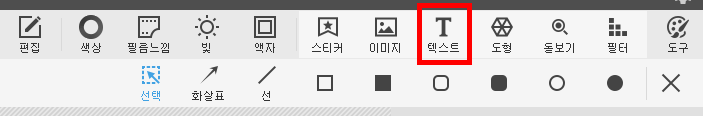 편집 색상 필름느낌 빛 액자 스티커 이미지 텍스트 도형 돋보기 필터 도구
선택 화살표 선